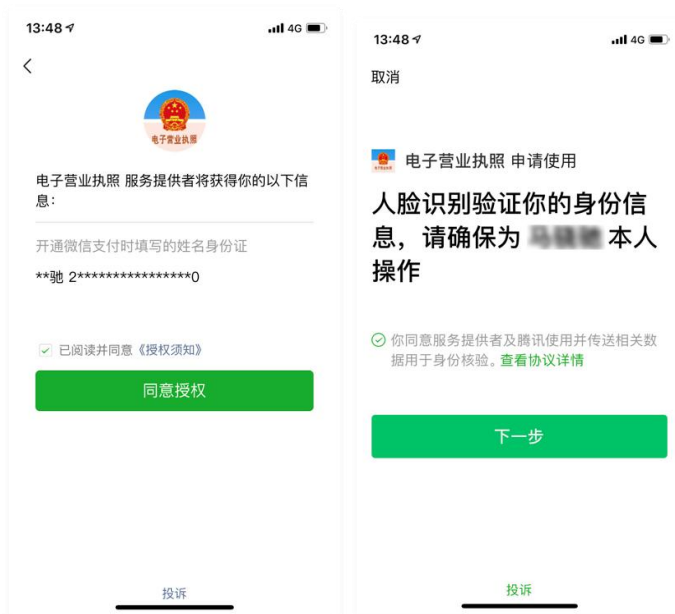 13:48
4G
电子营业执照
电子营业执照 服务提供者将获得你的以下信
息：
开通微信支付时填写的姓名身份证
**驰 2****************0
已阅读并同意《授权须知》
同意授权
投诉
13:48
4G
取消
电子营业执照 申请使用
人脸识别验证你的身份信
息，请确保为
本人
操作
你同意服务提供者及腾讯使用并传送相关数
据用于身份核验。查看协议详情
下一步
投诉